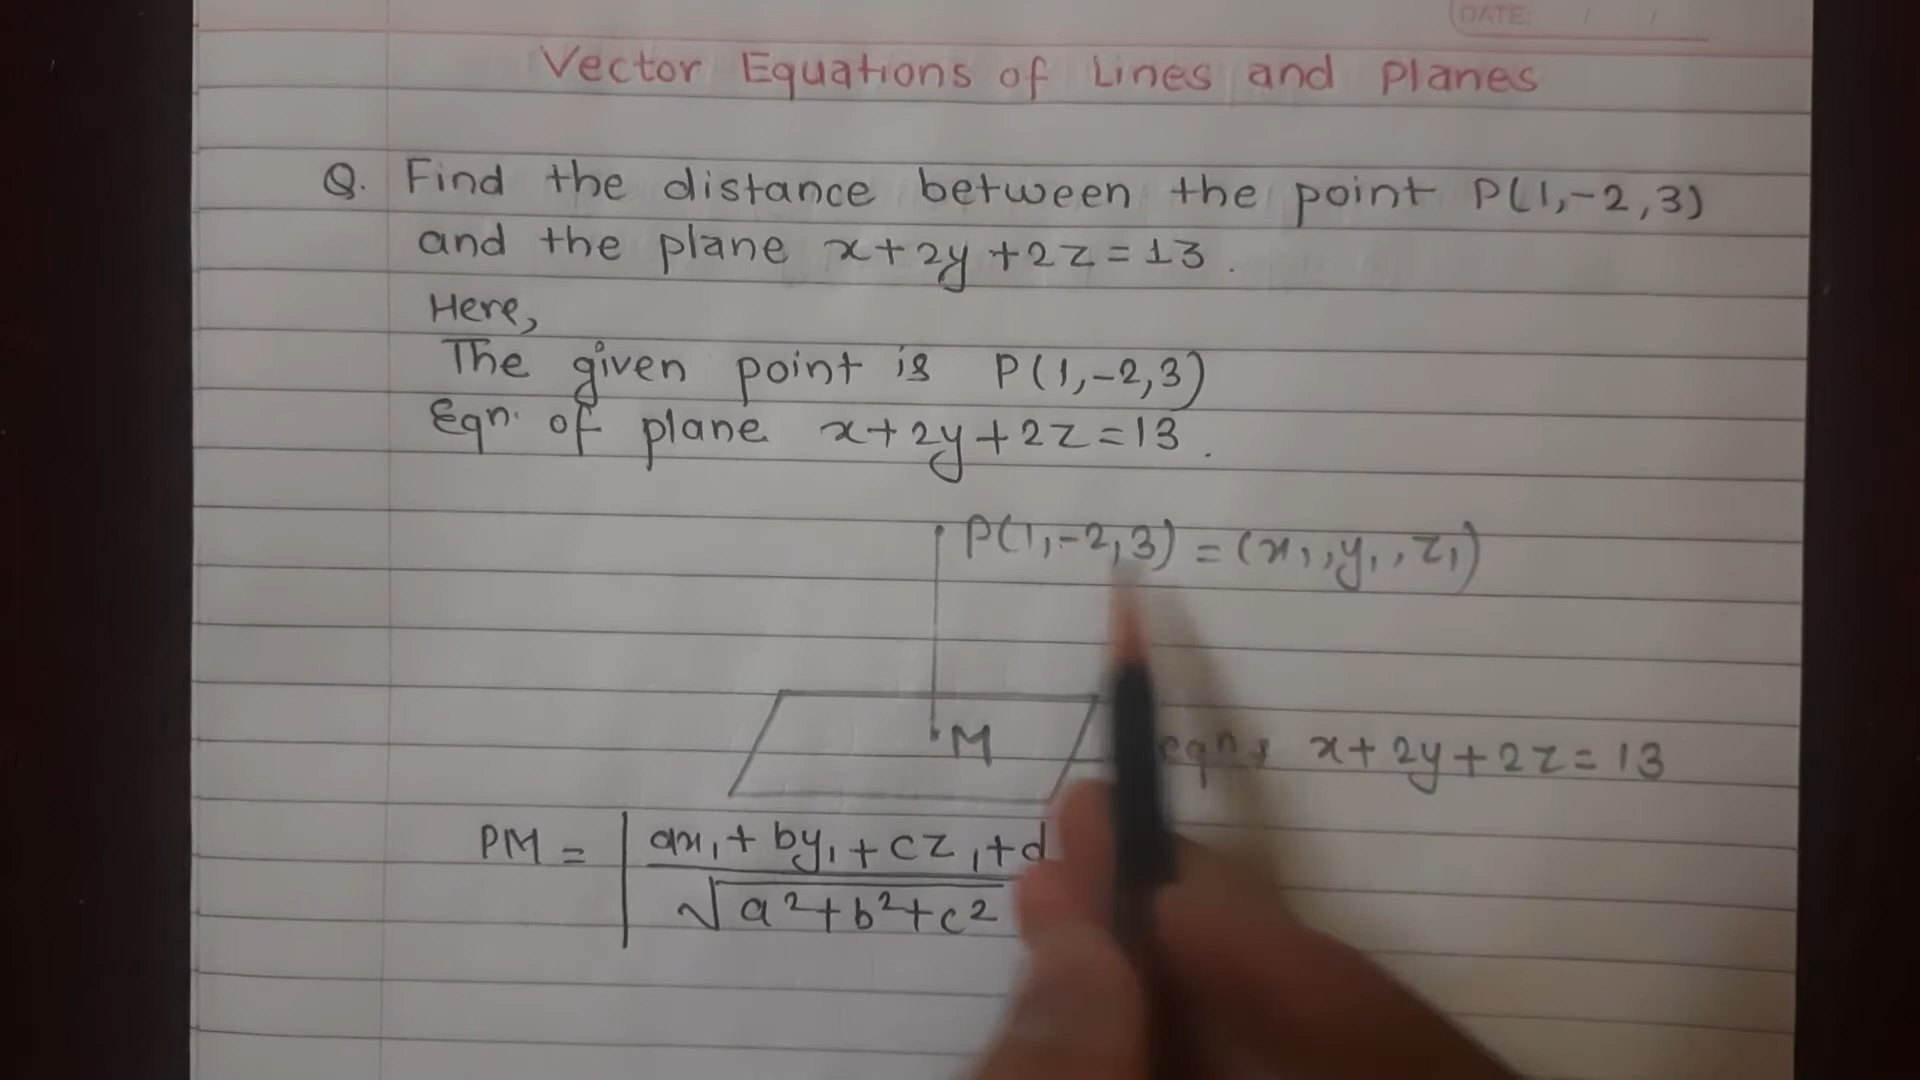 DATE: / /
Vector Equations of Lines and Planes
Q. Find the distance between the point P(1,-2,3)
and the plane x+2y+2z=13.
Here,
The given point is P(1,-2,3)
Eqn. of plane x+2y+2z=13.
P(1,-2,3) = (x₁,y₁,z₁)
M
eqn: x+2y+2z=13
PM = | ax₁+by₁+cz₁+d
√a²+b²+c²